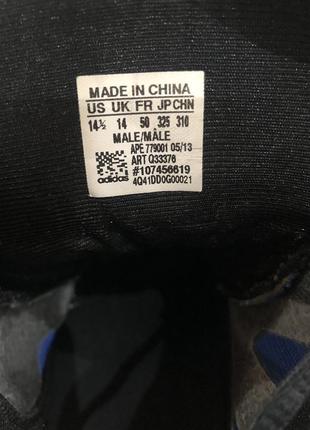 MADE IN CHINA
US UK FR JP CHN
14½ 14 50 325 310
MALE/MÂLE
APE 779001 05/13
ART Q33376
#107456619
adidas 4Q41DD0G00021